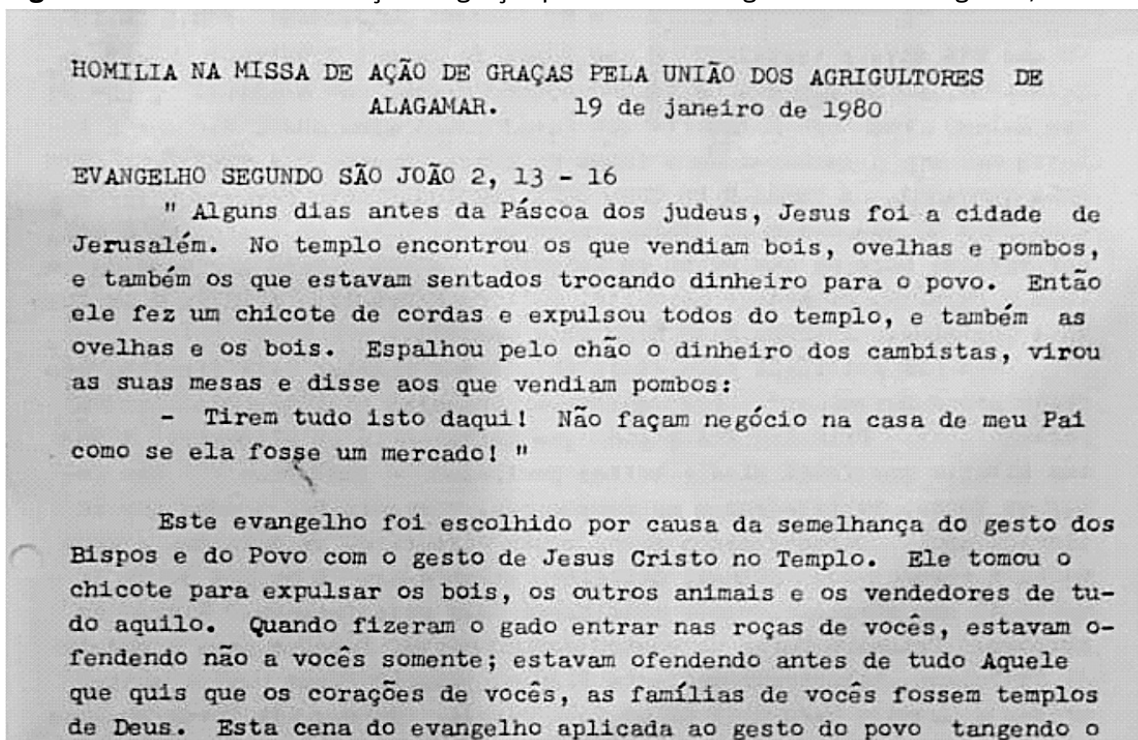 HOMILIA NA MISSA DE AÇÃO DE GRAÇAS PELA UNIÃO DOS AGRIGULTORES DE
ALAGAMAR. 19 de janeiro de 1980
EVANGELHO SEGUNDO SÃO JOÃO 2, 13 - 16
" Alguns dias antes da Páscoa dos judeus, Jesus foi a cidade de
Jerusalém. No templo encontrou os que vendiam bois, ovelhas e pombos,
e também os que estavam sentados trocando dinheiro para o povo. Então
ele fez um chicote de cordas e expulsou todos do templo, e também as
ovelhas e os bois. Espalhou pelo chão o dinheiro dos cambistas, virou
as suas mesas e disse aos que vendiam pombos:
- Tirem tudo isto daqui! Não façam negócio na casa de meu Pai
como se ela fosse um mercado! "
Este evangelho foi escolhido por causa da semelhança do gesto dos
Bispos e do Povo com o gesto de Jesus Cristo no Templo. Ele tomou o
chicote para expulsar os bois, os outros animais e os vendedores de tu-
do aquilo. Quando fizeram o gado entrar nas roças de vocês, estavam o-
fendendo não a vocês somente; estavam ofendendo antes de tudo Aquele
que quis que os corações de vocês, as famílias de vocês fossem templos
de Deus. Esta cena do evangelho aplicada ao gesto do povo tangendo o